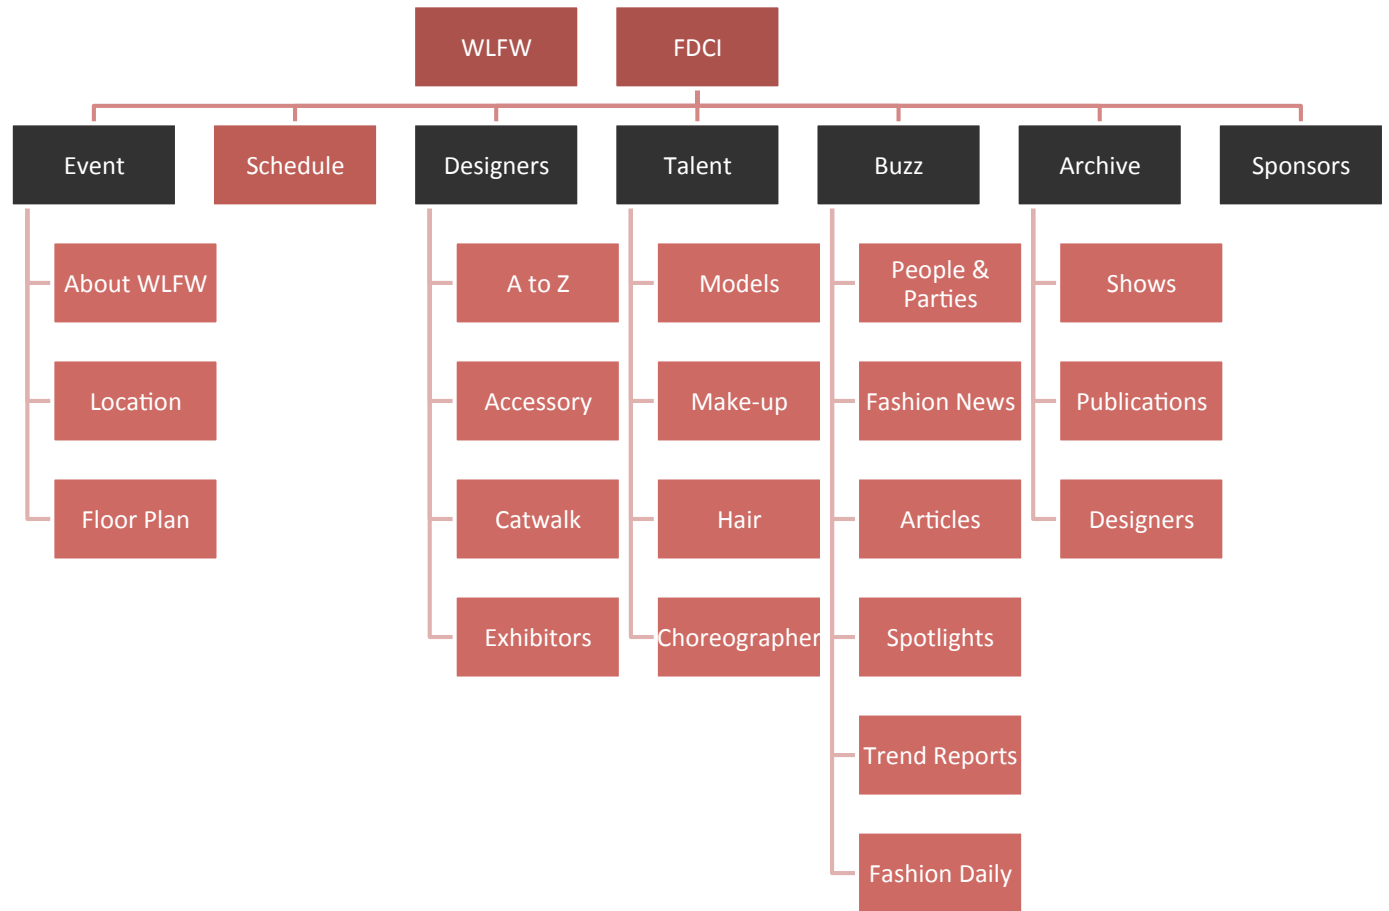 WLFW
FDCI
Event
Schedule
Designers
Talent
Buzz
Archive
Sponsors
About WLFW
Location
Floor Plan
A to Z
Accessory
Catwalk
Exhibitors
Models
Make-up
Hair
Choreographer
People &
Parties
Fashion News
Articles
Spotlights
Trend Reports
Fashion Daily
Shows
Publications
Designers